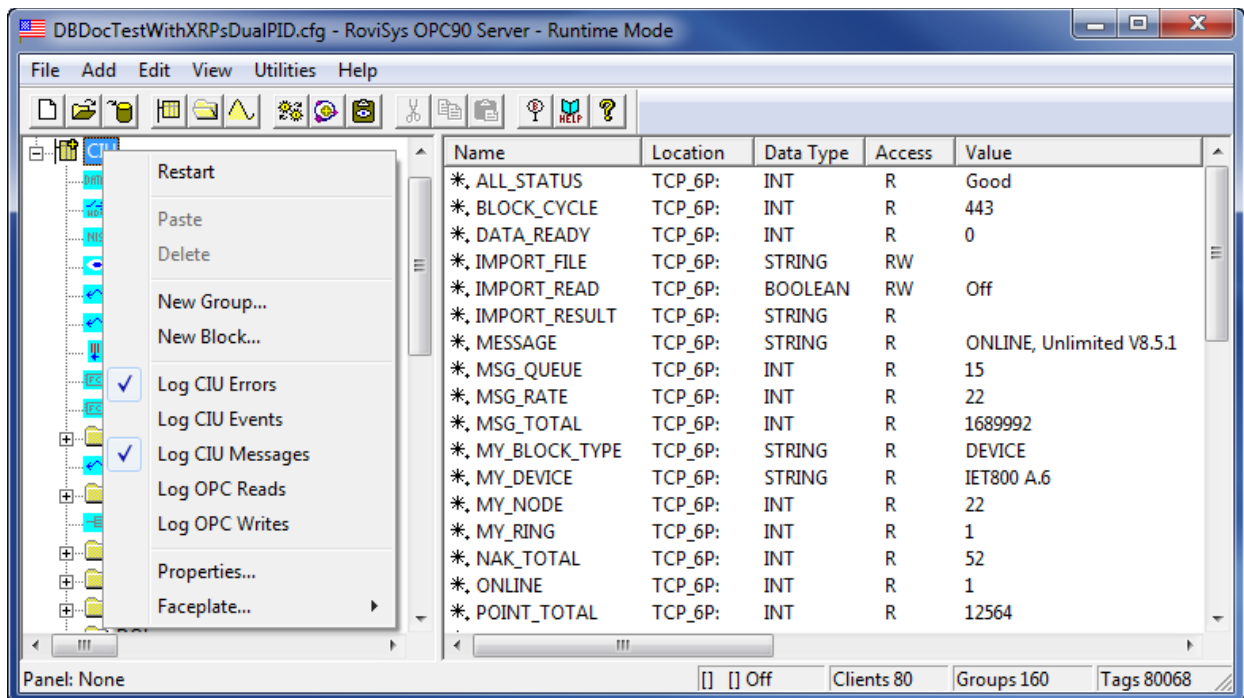 DBDocTestWithXRPsDualPID.cfg - RoviSys OPC90 Server - Runtime Mode
File Add Edit View Utilities Help
HELP
CIU
Restart
Paste
Delete
New Group...
New Block...
Log CIU Errors
Log CIU Events
Log CIU Messages
Log OPC Reads
Log OPC Writes
Properties...
Faceplate...
Name Location Data Type Access Value
ALL_STATUS TCP_6P: INT R Good
BLOCK_CYCLE TCP_6P: INT R 443
DATA_READY TCP_6P: INT R 0
IMPORT_FILE TCP_6P: STRING RW
IMPORT_READ TCP_6P: BOOLEAN RW Off
IMPORT_RESULT TCP_6P: STRING R
MESSAGE TCP_6P: STRING R ONLINE, Unlimited V8.5.1
MSG_QUEUE TCP_6P: INT R 15
MSG_RATE TCP_6P: INT R 22
MSG_TOTAL TCP_6P: INT R 1689992
MY_BLOCK_TYPE TCP_6P: STRING R DEVICE
MY_DEVICE TCP_6P: STRING R IET800 A.6
MY_NODE TCP_6P: INT R 22
MY_RING TCP_6P: INT R 1
NAK_TOTAL TCP_6P: INT R 52
ONLINE TCP_6P: INT R 1
POINT_TOTAL TCP_6P: INT R 12564
Panel: None [] [] Off Clients 80 Groups 160 Tags 80068